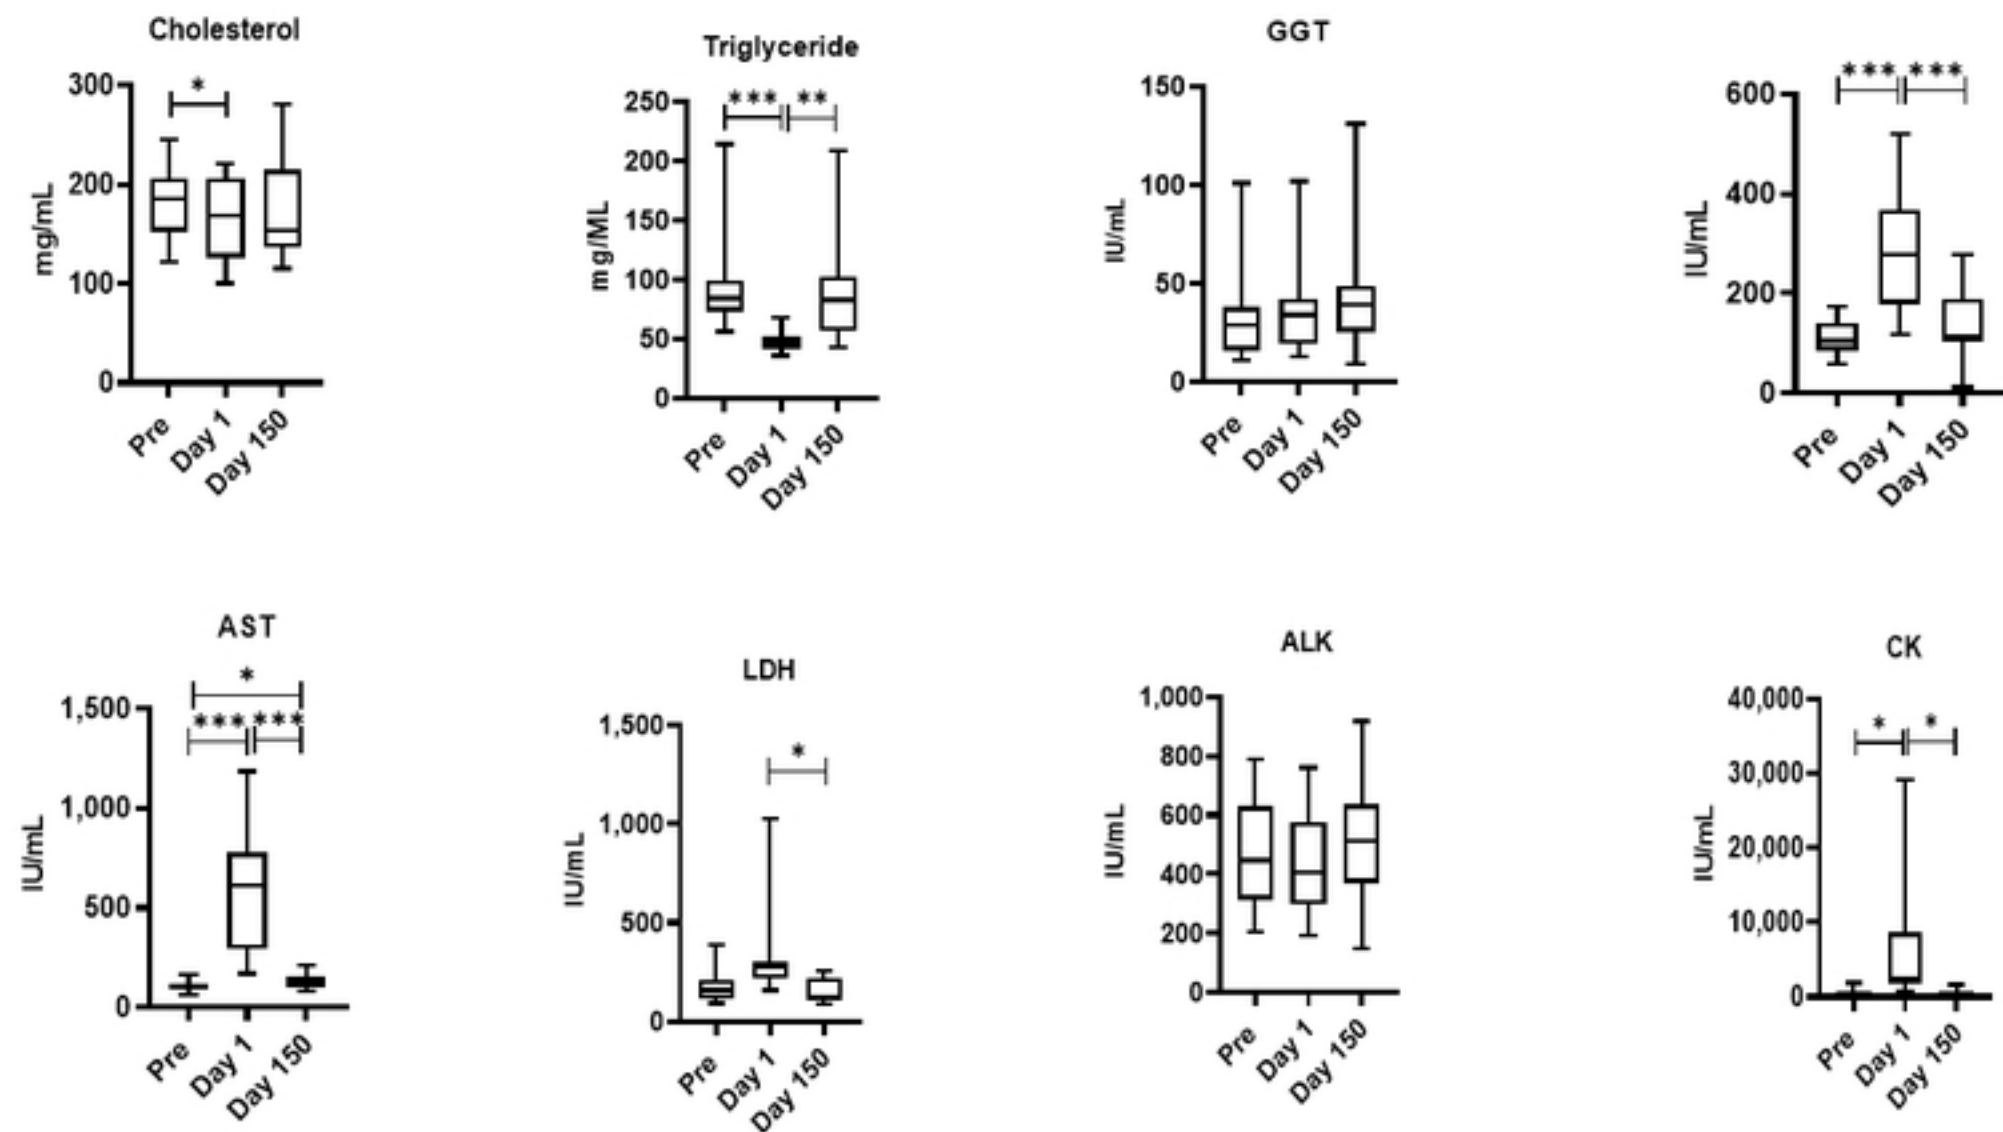 Cholesterol
300
200
100
0
mg/mL
*
Pre
Day 1
Day 150
Triglyceride
250
200
150
100
50
0
mg/ML
*** **
Pre
Day 1
Day 150
GGT
150
100
50
0
IU/mL
Pre
Day 1
Day 150
600
400
200
0
IU/mL
*** ***
Pre
Day 1
Day 150
AST
1,500
1,000
500
0
IU/mL
*
*** ***
Pre
Day 1
Day 150
LDH
1,500
1,000
500
0
IU/mL
*
Pre
Day 1
Day 150
ALK
1,000
800
600
400
200
0
IU/mL
Pre
Day 1
Day 150
CK
40,000
30,000
20,000
10,000
0
IU/mL
* *
Pre
Day 1
Day 150